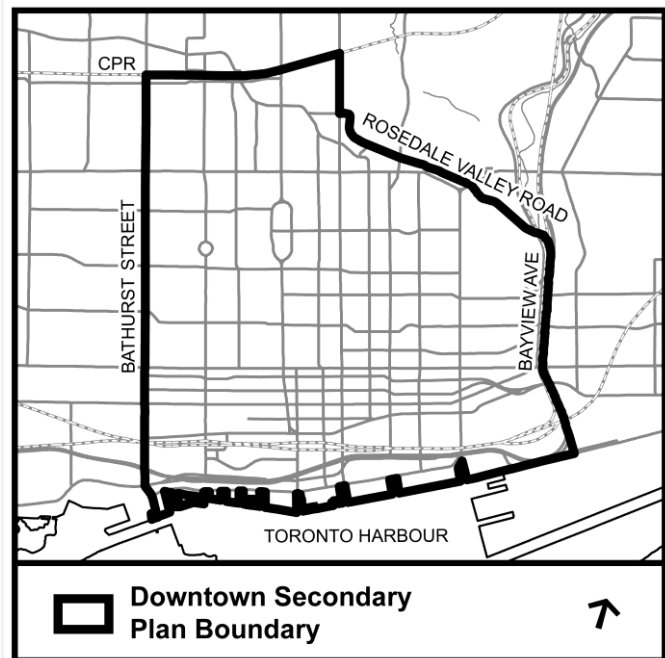 CPR
ROSEDALE VALLEY ROAD
BATHURST STREET
BAYVIEW AVE
TORONTO HARBOUR
Downtown Secondary
Plan Boundary